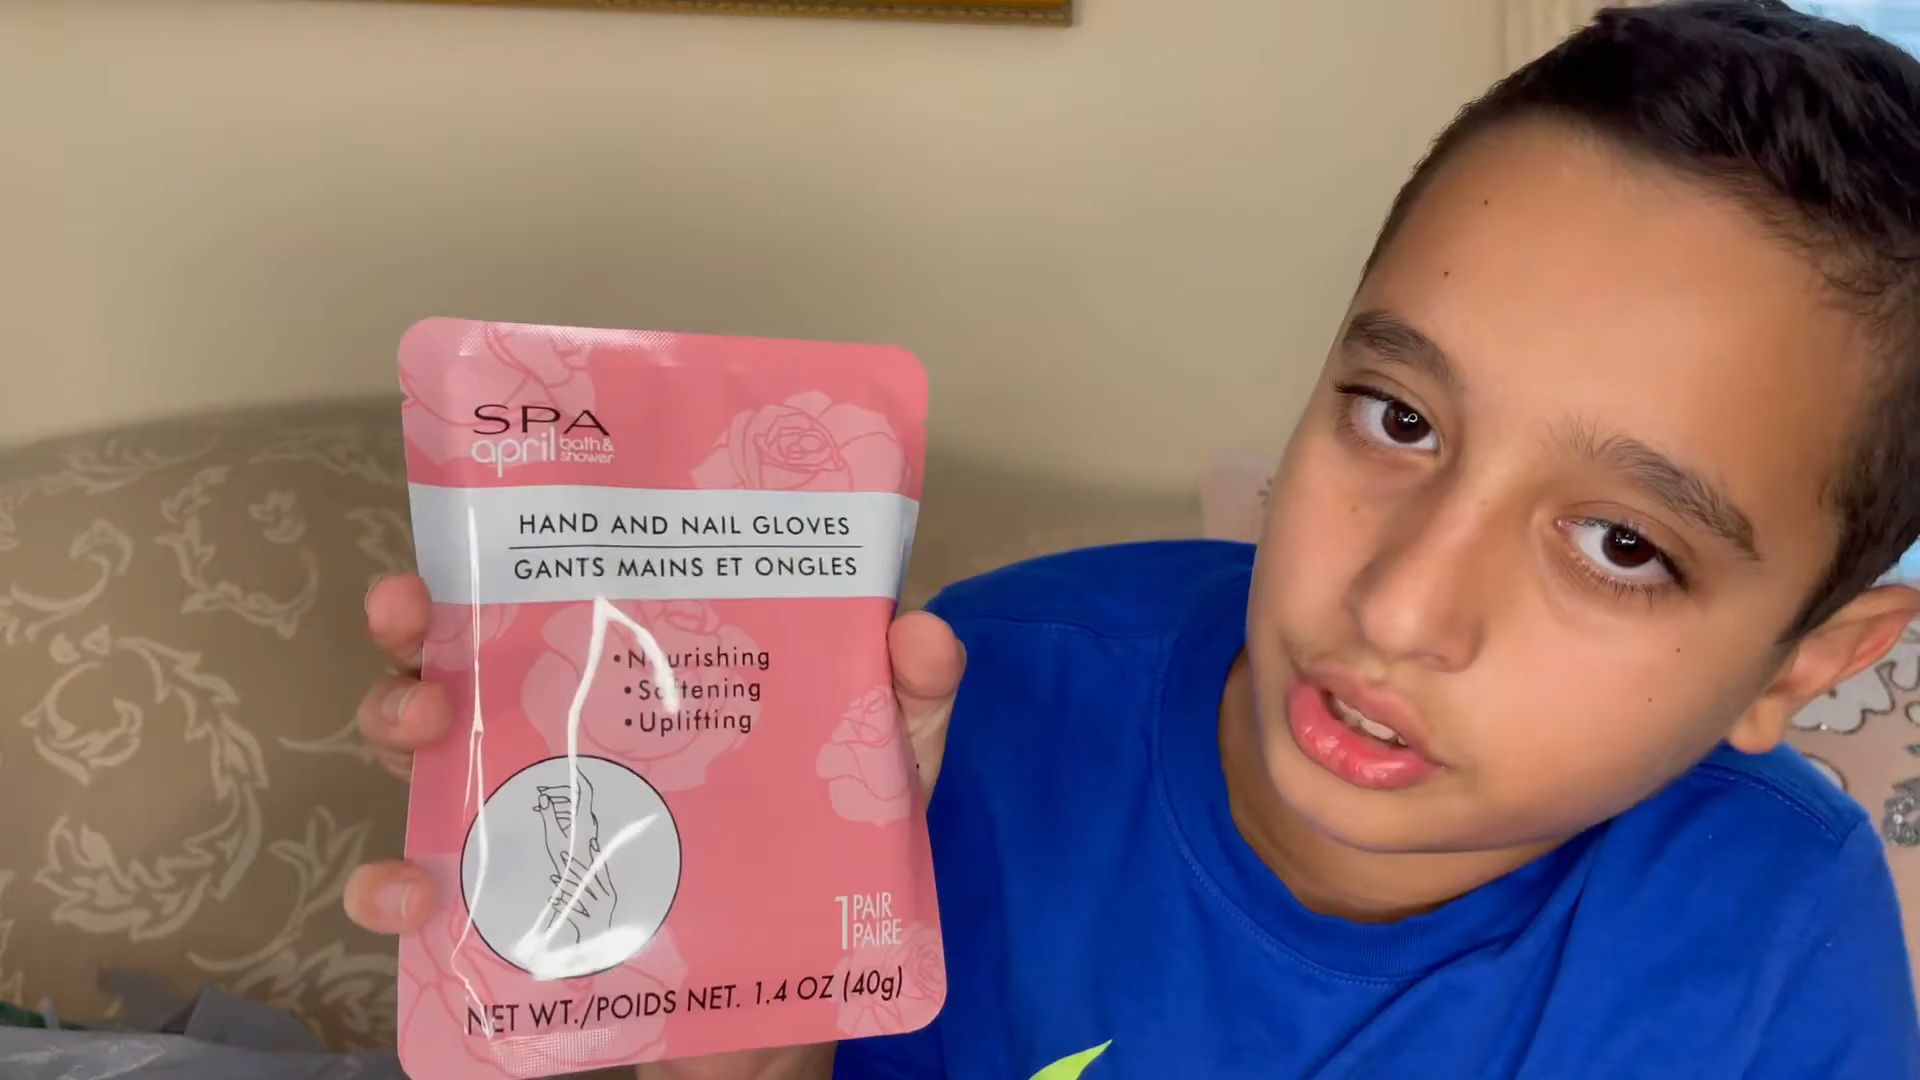 SPA
april bath & shower
HAND AND NAIL GLOVES
GANTS MAINS ET ONGLES
• Nourishing
• Softening
• Uplifting
1 PAIR
PAIRE
NET WT./POIDS NET. 1.4 OZ (40g)